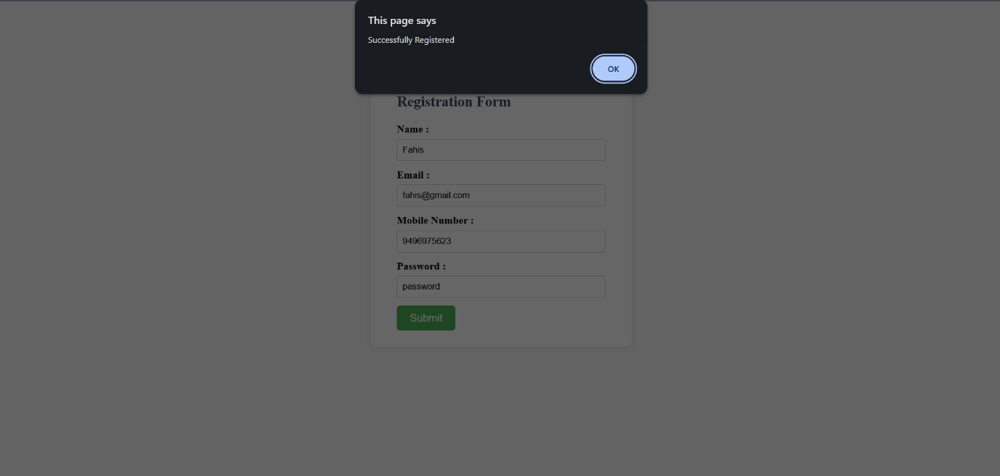 This page says
Successfully Registered
OK
Registration Form
Name :
Fahis
Email :
fahis@gmail.com
Mobile Number :
9496975623
Password :
password
Submit